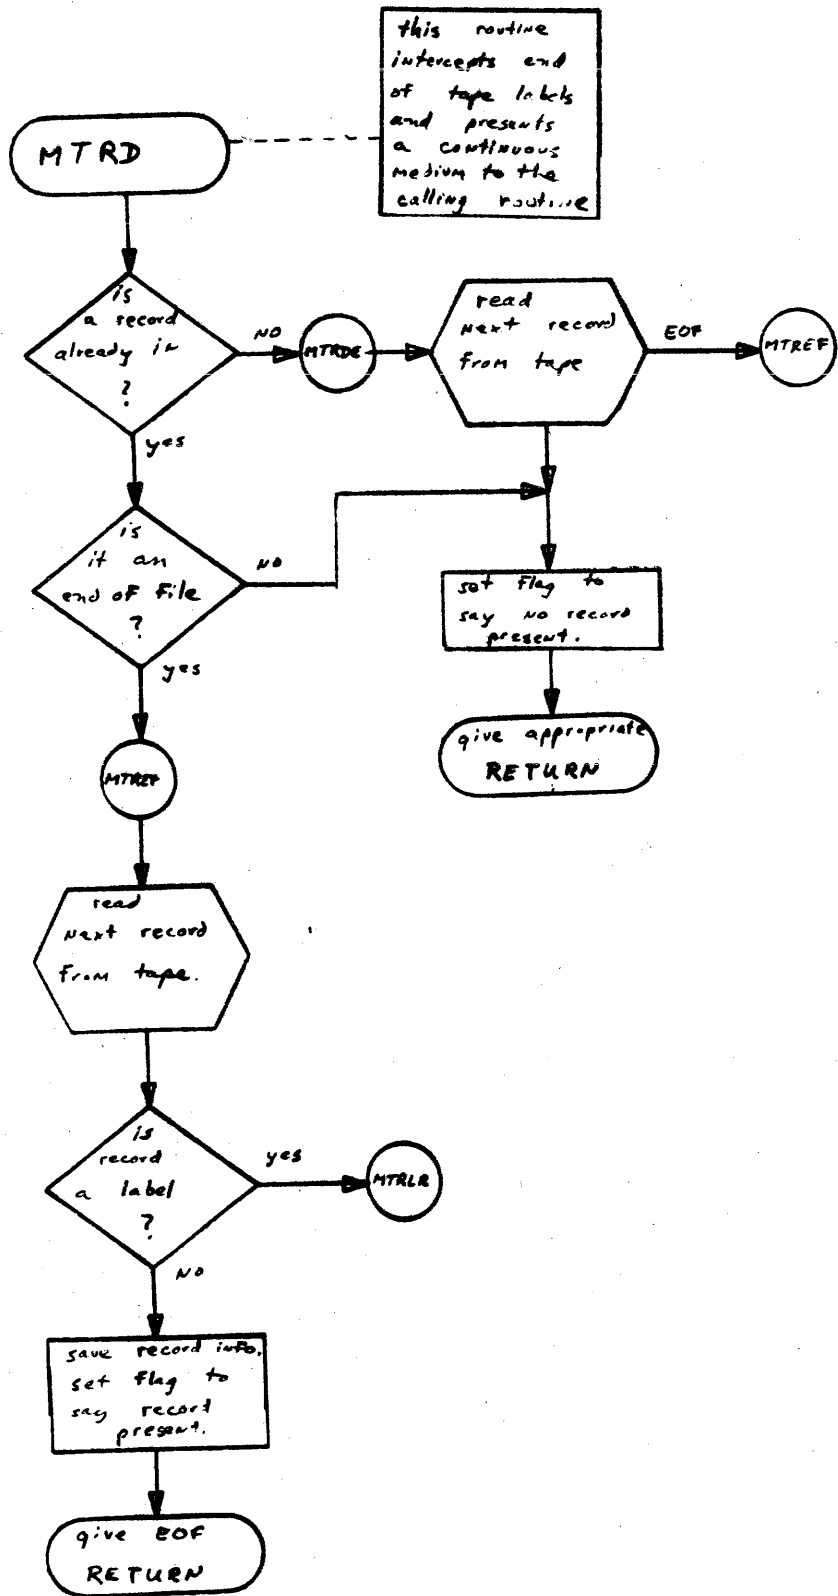 this routine
intercepts end
of tape labels
and presents
a continuous
medium to the
calling routine
MTRD
is
a record
already in
?
NO
MTRDE
read
next record
from tape
EOF
MTREF
yes
is
it an
end of file
?
NO
set flag to
say no record
present.
yes
give appropriate
RETURN
MTREF
read
next record
from tape.
is
record
a label
?
yes
MTRLR
NO
save record info.
set flag to
say record
present.
give EOF
RETURN